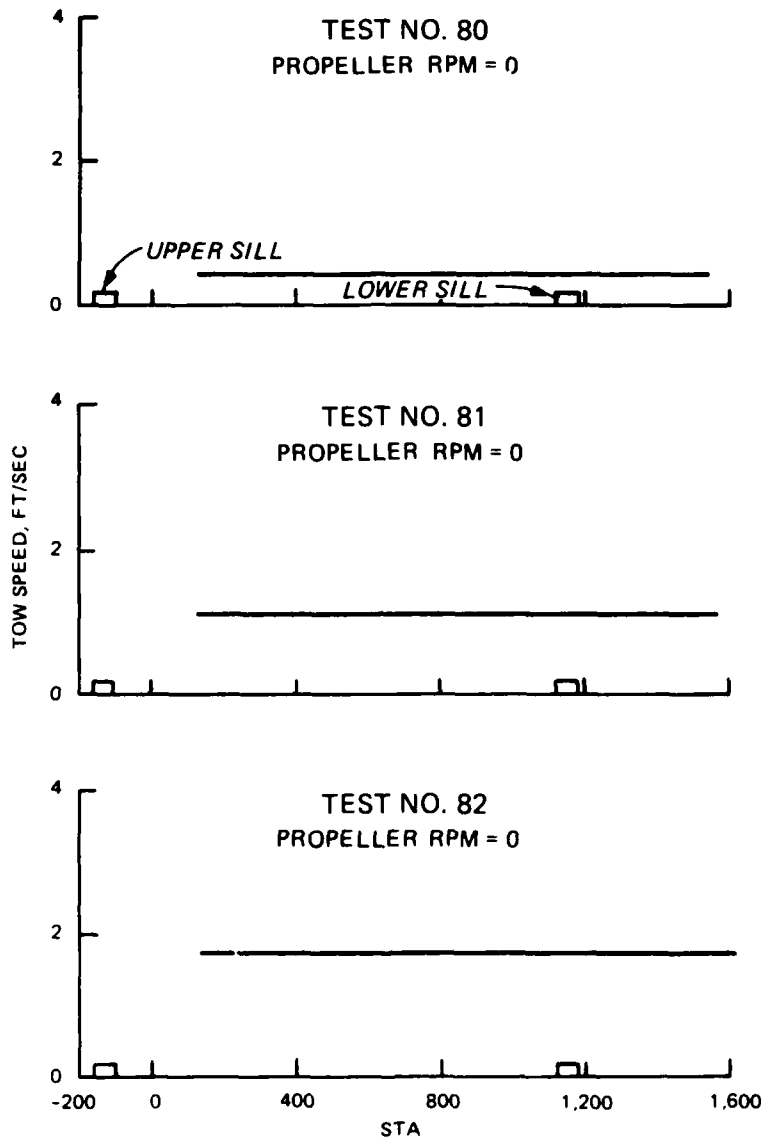 4
TEST NO. 80
PROPELLER RPM = 0
2
UPPER SILL
LOWER SILL
0
4
TEST NO. 81
PROPELLER RPM = 0
2
0
TOW SPEED, FT/SEC
4
TEST NO. 82
PROPELLER RPM = 0
2
0
-200 0 400 800 1,200 1,600
STA